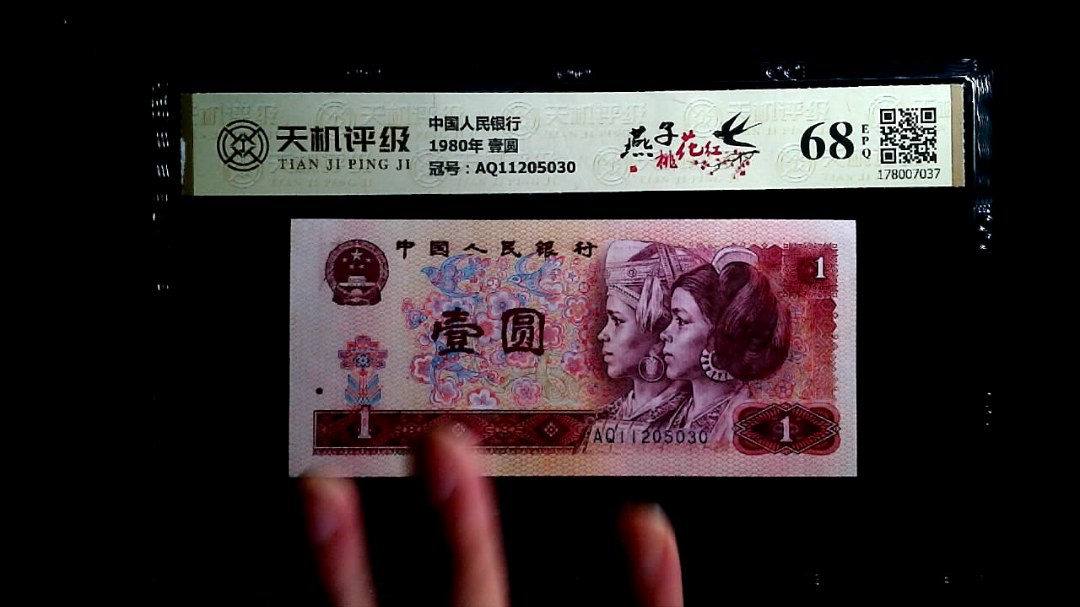 天机评级
TIAN JI PING JI
中国人民银行
1980年 壹圆
冠号：AQ11205030
燕子
桃花红
68
EPQ
178007037
中国人民银行
1
壹圆
1
AQ11205030
1